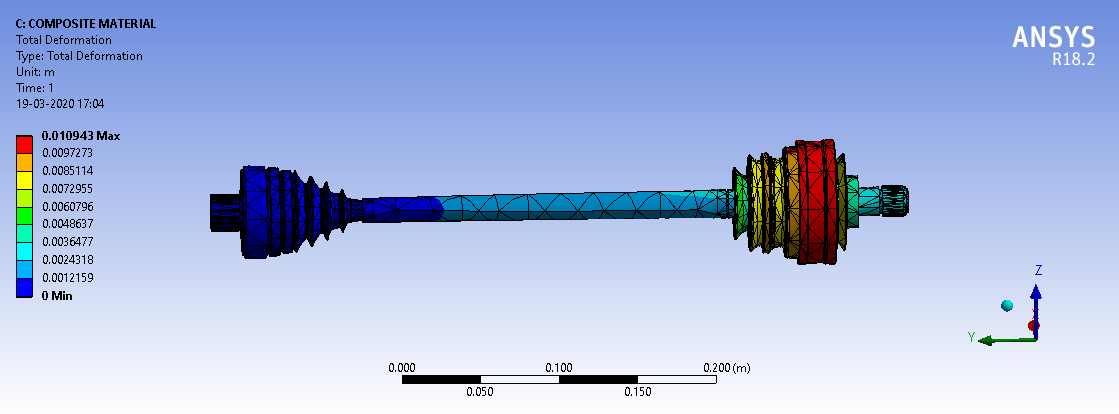 C: COMPOSITE MATERIAL
Total Deformation
Type: Total Deformation
Unit: m
Time: 1
19-03-2020 17:04
ANSYS
R18.2
0.010943 Max
0.0097273
0.0085114
0.0072955
0.0060796
0.0048637
0.0036477
0.0024318
0.0012159
0 Min
Z
Y
0.000 0.100 0.200 (m)
0.050 0.150